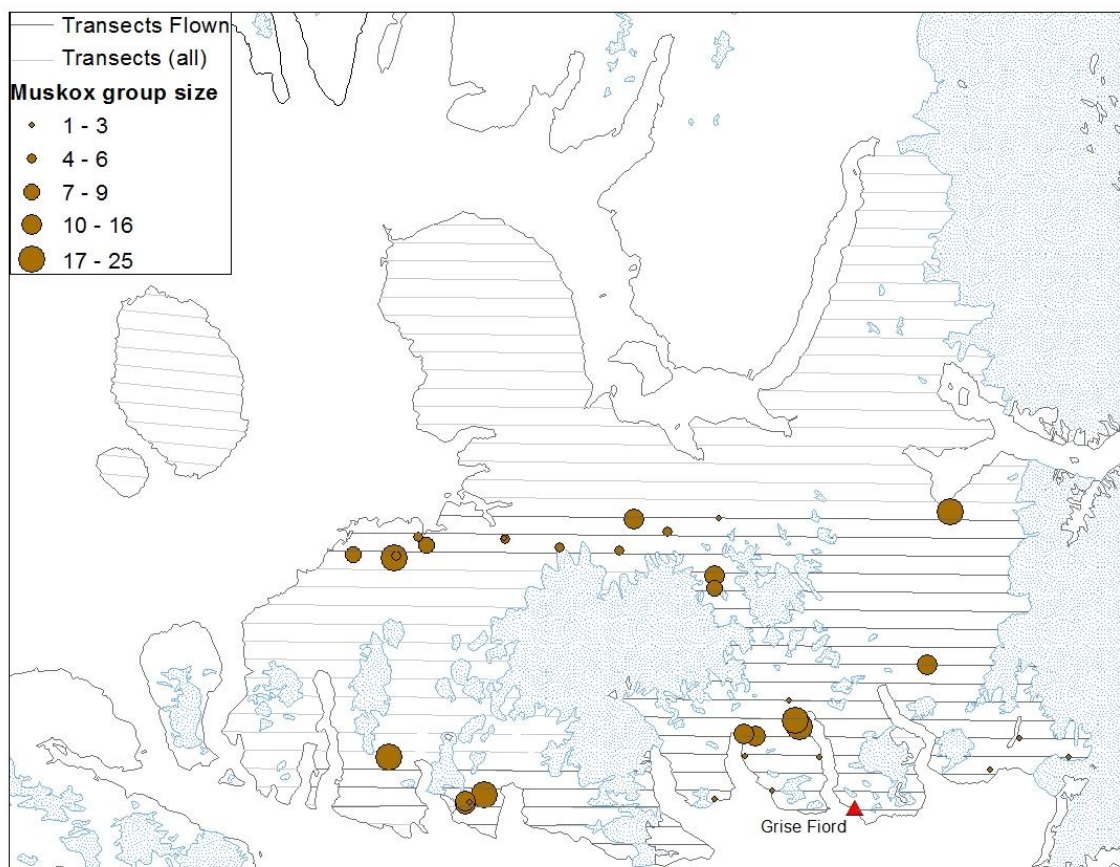 Transects Flown
Transects (all)
Muskox group size
1 - 3
4 - 6
7 - 9
10 - 16
17 - 25
Grise Fiord